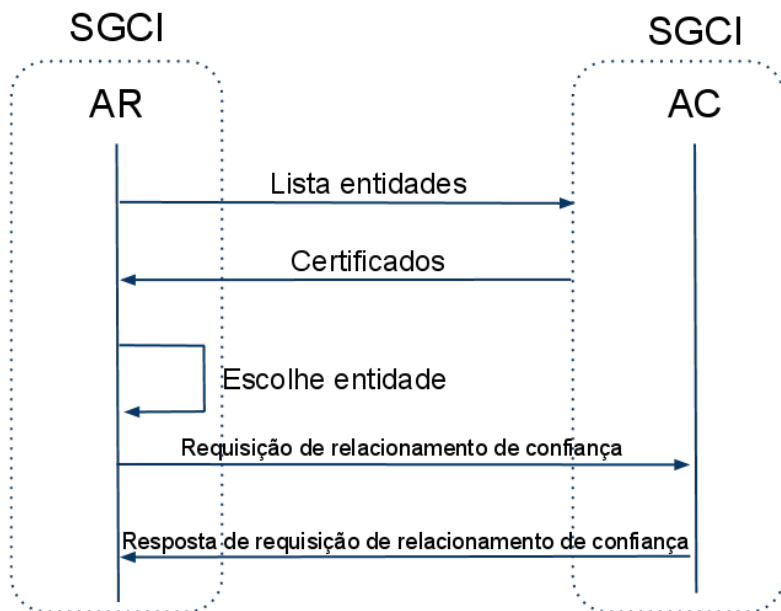 SGCI
SGCI
AR
AC
Lista entidades
Certificados
Escolhe entidade
Requisição de relacionamento de confiança
Resposta de requisição de relacionamento de confiança